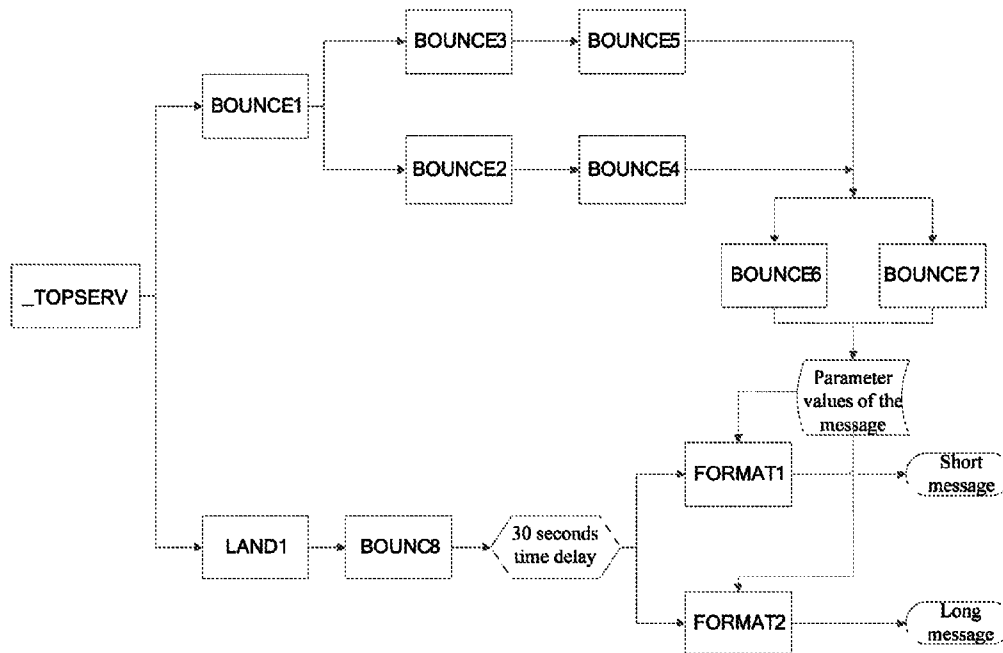 BOUNCE3
BOUNCE5
BOUNCE1
BOUNCE2
BOUNCE4
_TOPSERV
BOUNCE6
BOUNCE7
Parameter
values of the
message
FORMAT1
Short
message
LAND1
BOUNC8
30 seconds
time delay
FORMAT2
Long
message